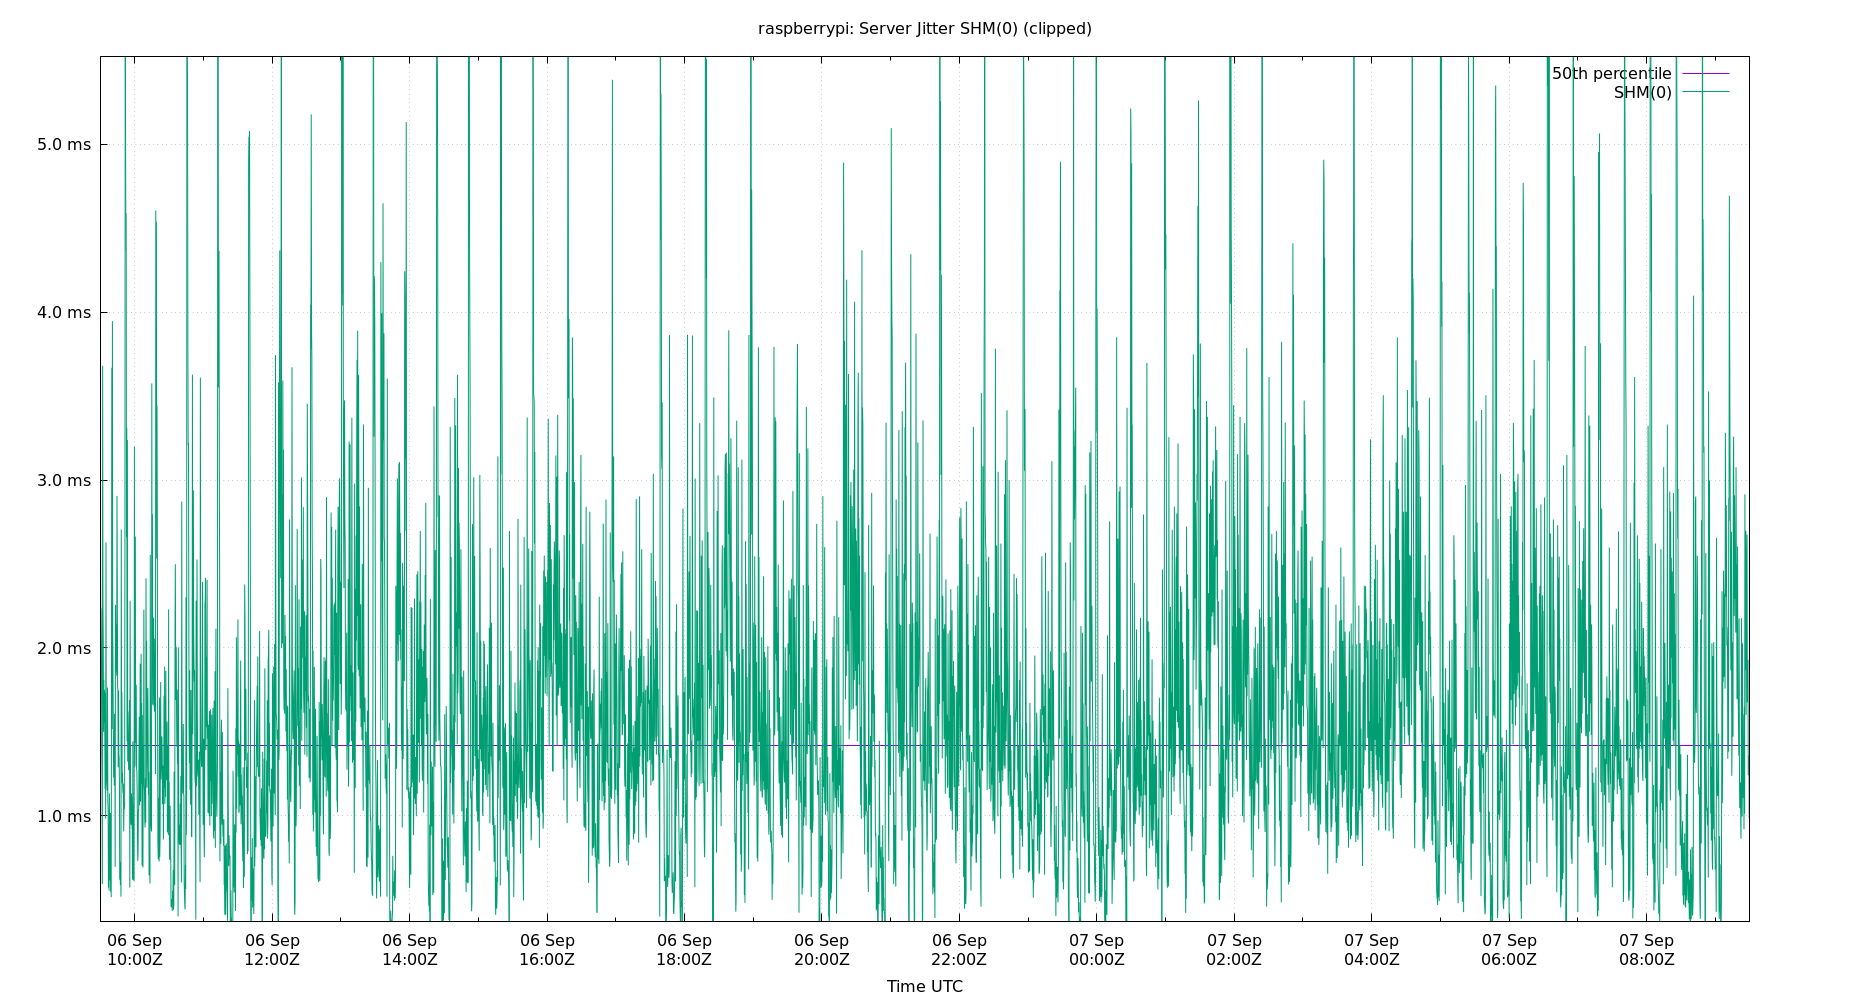 raspberrypi: Server Jitter SHM(0) (clipped)
50th percentile
SHM(0)
5.0 ms
4.0 ms
3.0 ms
2.0 ms
1.0 ms
06 Sep 06 Sep 06 Sep 06 Sep 06 Sep 06 Sep 06 Sep 07 Sep 07 Sep 07 Sep 07 Sep 07 Sep
10:00Z 12:00Z 14:00Z 16:00Z 18:00Z 20:00Z 22:00Z 00:00Z 02:00Z 04:00Z 06:00Z 08:00Z
Time UTC